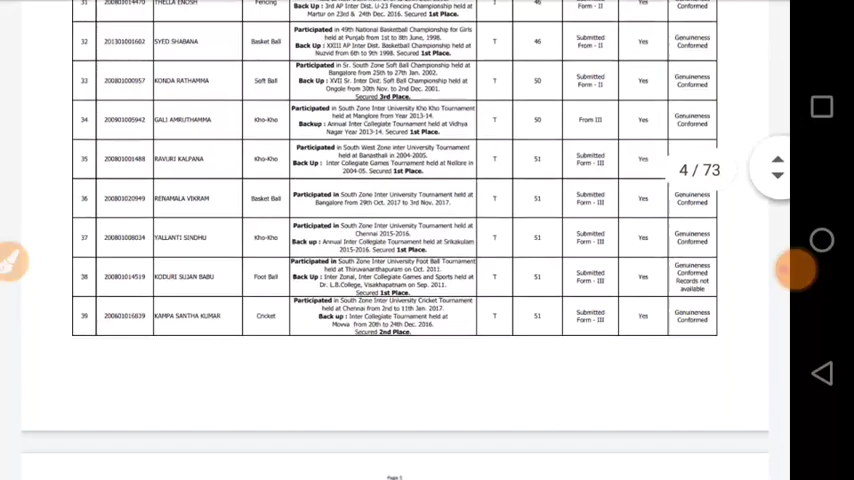 31 200801014470 THELLA ENOSH Fencing Back Up : 3rd AP Inter Dist. U-23 Fencing Championship held at T 46 Form - II Yes Conformed
Martur on 23rd & 24th Dec. 2016. Secured 1st Place.
32 201301001602 SYED SHABANA Basket Ball T 46 Yes
Participated in 49th National Basketball Championship for Girls
held at Punjab from 1st to 8th June, 1998.
Back Up : XXIII AP Inter Dist. Basketball Championship held at
Nuzvid from 6th to 9th 1998. Secured 1st Place.
Submitted
Form - II
Genuineness
Conformed
33 200801000957 KONDA RATHAMMA Soft Ball T 50 Yes
Participated in Sr. South Zone Soft Ball Championship held at
Bangalore from 25th to 27th Jan. 2002.
Back Up : XVII Sr. Inter Dist. Soft Ball Championship held at
Ongole from 30th Nov. to 2nd Dec. 2001.
Secured 3rd Place.
Submitted
Form - II
Genuineness
Conformed
34 200901005942 GALI AMRUTHAMMA Kho-Kho T 50 From III Yes
Participated in South Zone Inter University Kho Kho Tournament
held at Manglore from Year 2013-14.
Backup : Annual Inter Collegiate Tournament held at Vidhya
Nagar Year 2013-14. Secured 1st Place.
Genuineness
Conformed
35 200801001488 RAVURI KALPANA Kho-Kho T 51 Yes
Participated in South West Zone inter University Tournament
held at Banasthali in 2004-2005.
Back Up : Inter Collegiate Games Tournament held at Nellore in
2004-05. Secured 1st Place.
Submitted
Form - III
4 / 73
36 200801020949 RENAMALA VIKRAM Basket Ball T 51 Yes
Participated in South Zone Inter University Tournament held at
Bangalore from 29th Oct. 2017 to 3rd Nov. 2017.
Submitted
Form - III
Genuineness
Conformed
37 200801008034 YALLANTI SINDHU Kho-Kho T 51 Yes
Participated in South Zone Inter University Tournament held at
Chennai 2015-2016.
Back up : Annual Inter Collegiate Tournament held at Srikakulam
2015-2016. Secured 1st Place.
Submitted
Form - III
Genuineness
Conformed
38 200801014519 KODURI SUJAN BABU Foot Ball T 51 Yes
Participated in South Zone Inter University Foot Ball Tournament
held at Thiruvananthapuram on Oct. 2011.
Back Up : Inter Zonal, Inter Collegiate Games and Sports held at
Dr. L.B.College, Visakhapatnam on Sep. 2011.
Secured 1st Place.
Submitted
Form - III
Genuineness
Conformed
Records not
available
39 200601016839 KAMPA SANTHA KUMAR Cricket T 51 Yes
Participated in South Zone Inter University Cricket Tournament
held at Chennai from 2nd to 11th Jan. 2017.
Back up : Inter Collegiate Tournament held at
Movva from 20th to 24th Dec. 2016.
Secured 2nd Place.
Submitted
Form - III
Genuineness
Conformed
Page 5